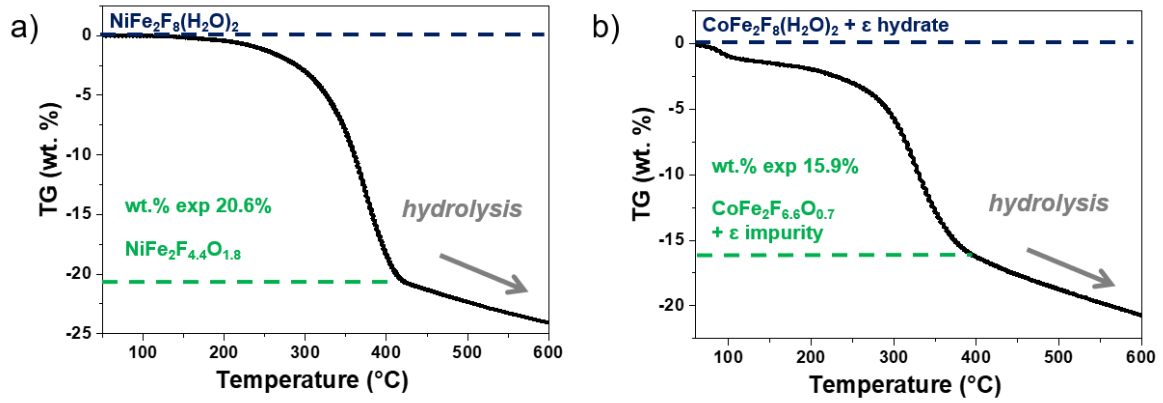 a)
NiFe2F8(H2O)2
0
-5
-10
-15
-20
-25
TG (wt. %)
wt.% exp 20.6%
NiFe2F4.4O1.8
hydrolysis
100
200
300
400
500
600
Temperature (°C)
b)
CoFe2F8(H2O)2 + ε hydrate
0
-5
-10
-15
-20
TG (wt. %)
wt.% exp 15.9%
CoFe2F6.6O0.7
+ ε impurity
hydrolysis
100
200
300
400
500
600
Temperature (°C)